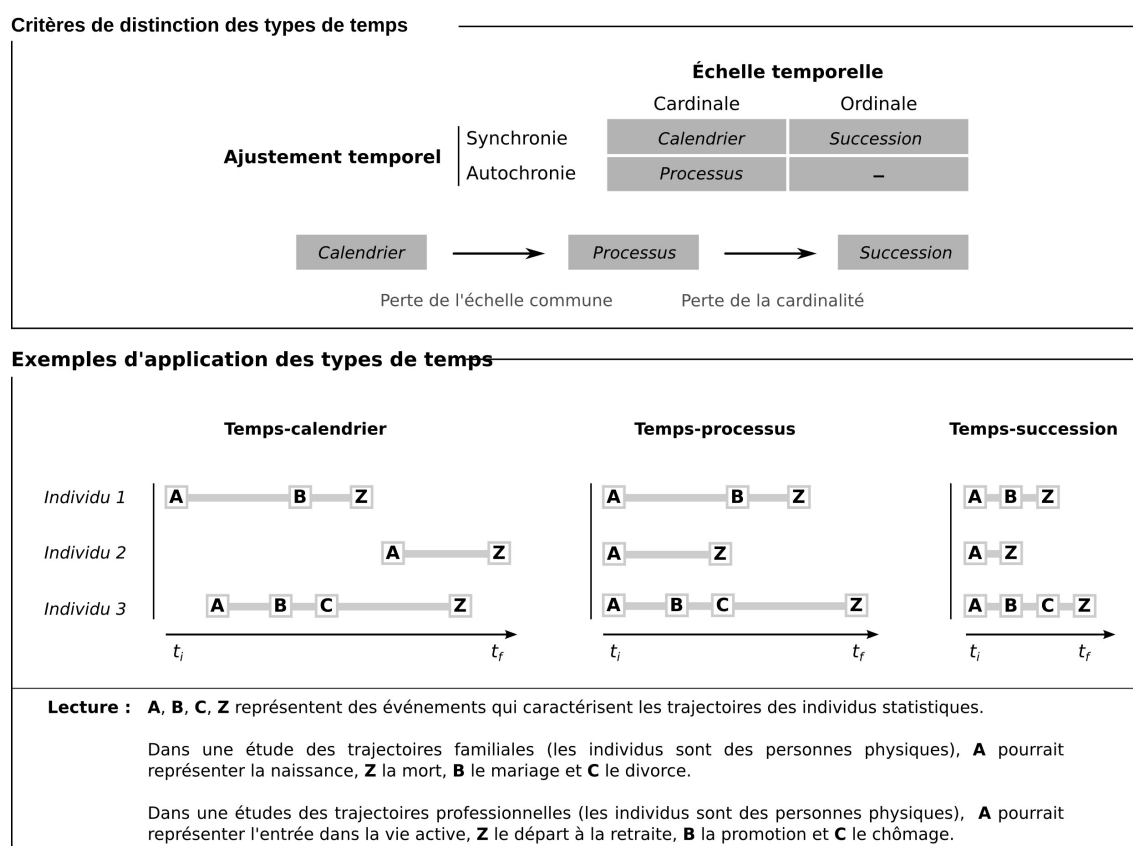 Critères de distinction des types de temps
Échelle temporelle
Cardinale Ordinale
Synchronie Calendrier Succession
Ajustement temporel
Autochronie Processus –
Calendrier Processus Succession
Perte de l'échelle commune Perte de la cardinalité
Exemples d'application des types de temps
Temps-calendrier Temps-processus Temps-succession
Individu 1 A B Z A B Z A B Z
Individu 2 A Z A Z A Z
Individu 3 A B C Z A B C Z A B C Z
ti tf ti tf ti tf
Lecture : A, B, C, Z représentent des événements qui caractérisent les trajectoires des individus statistiques.
Dans une étude des trajectoires familiales (les individus sont des personnes physiques), A pourrait
représenter la naissance, Z la mort, B le mariage et C le divorce.
Dans une études des trajectoires professionnelles (les individus sont des personnes physiques), A pourrait
représenter l'entrée dans la vie active, Z le départ à la retraite, B la promotion et C le chômage.